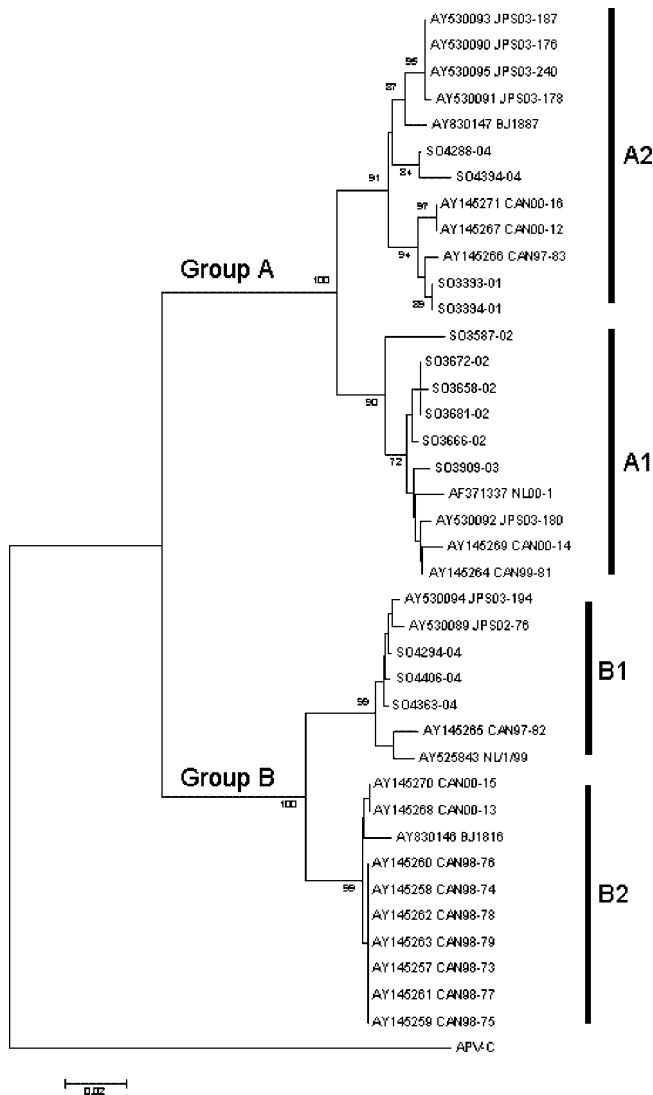 AY530093 JPS03-187
AY530090 JPS03-176
95
AY530095 JPS03-240
87
AY530091 JPS03-178
AY830147 BJ1887
SO4288-04
A2
84
SO4394-04
91
97
AY145271 CAN00-16
AY145267 CAN00-12
94
AY145266 CAN97-83
Group A
100
SO3393-01
89
SO3394-01
SO3587-02
SO3672-02
90
SO3658-02
SO3681-02
SO3666-02
72
A1
SO3909-03
AF371337 NL00-1
AY530092 JPS03-180
AY145269 CAN00-14
AY145264 CAN99-81
AY530094 JPS03-194
AY530089 JPS02-76
SO4294-04
B1
SO4406-04
99
SO4363-04
AY145265 CAN97-82
AY525843 NL/1/99
Group B
100
AY145270 CAN00-15
AY145268 CAN00-13
AY830146 BJ1816
AY145260 CAN98-76
99
AY145258 CAN98-74
B2
AY145262 CAN98-78
AY145263 CAN98-79
AY145257 CAN98-73
AY145261 CAN98-77
AY145259 CAN98-75
APV-C
0.02